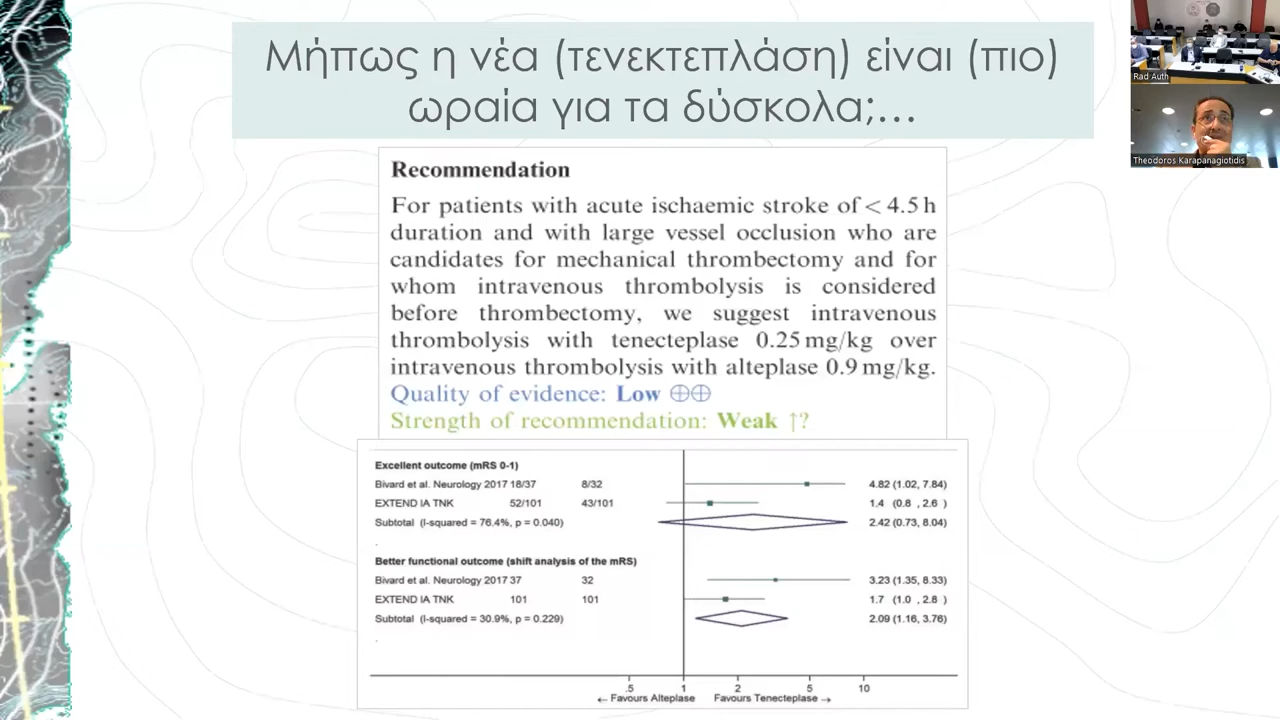 Μήπως η νέα (τενεκτεπλάση) είναι (πιο)
ωραία για τα δύσκολα;...
Rad Auth
Theodoros Karapanagiotidis
Recommendation
For patients with acute ischaemic stroke of < 4.5 h
duration and with large vessel occlusion who are
candidates for mechanical thrombectomy and for
whom intravenous thrombolysis is considered
before thrombectomy, we suggest intravenous
thrombolysis with tenecteplase 0.25 mg/kg over
intravenous thrombolysis with alteplase 0.9 mg/kg.
Quality of evidence: Low ⊕⊕
Strength of recommendation: Weak ↑?
Excellent outcome (mRS 0-1)
Bivard et al. Neurology 2017 18/37 8/32 4.82 (1.02, 7.84)
EXTEND IA TNK 52/101 43/101 1.4 (0.8 , 2.6 )
Subtotal (I-squared = 76.4%, p = 0.040) 2.42 (0.73, 8.04)
.
Better functional outcome (shift analysis of the mRS)
Bivard et al. Neurology 2017 37 32 3.23 (1.35, 8.33)
EXTEND IA TNK 101 101 1.7 (1.0 , 2.8 )
Subtotal (I-squared = 30.9%, p = 0.229) 2.09 (1.16, 3.76)
.
.5 1 2 5 10
← Favours Alteplase Favours Tenecteplase →